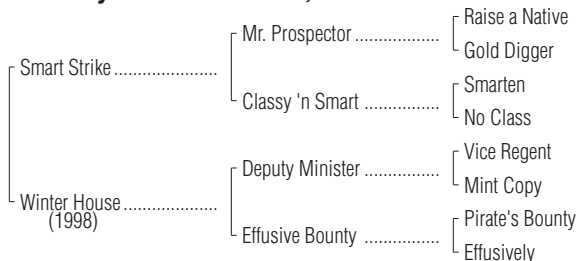 Raise a Native
Mr. Prospector ..................
Gold Digger
Smart Strike ......................
Smarten
Classy 'n Smart ................
No Class
Vice Regent
Deputy Minister ................
Mint Copy
Winter House ....................
(1998)
Pirate's Bounty
Effusive Bounty ................
Effusively